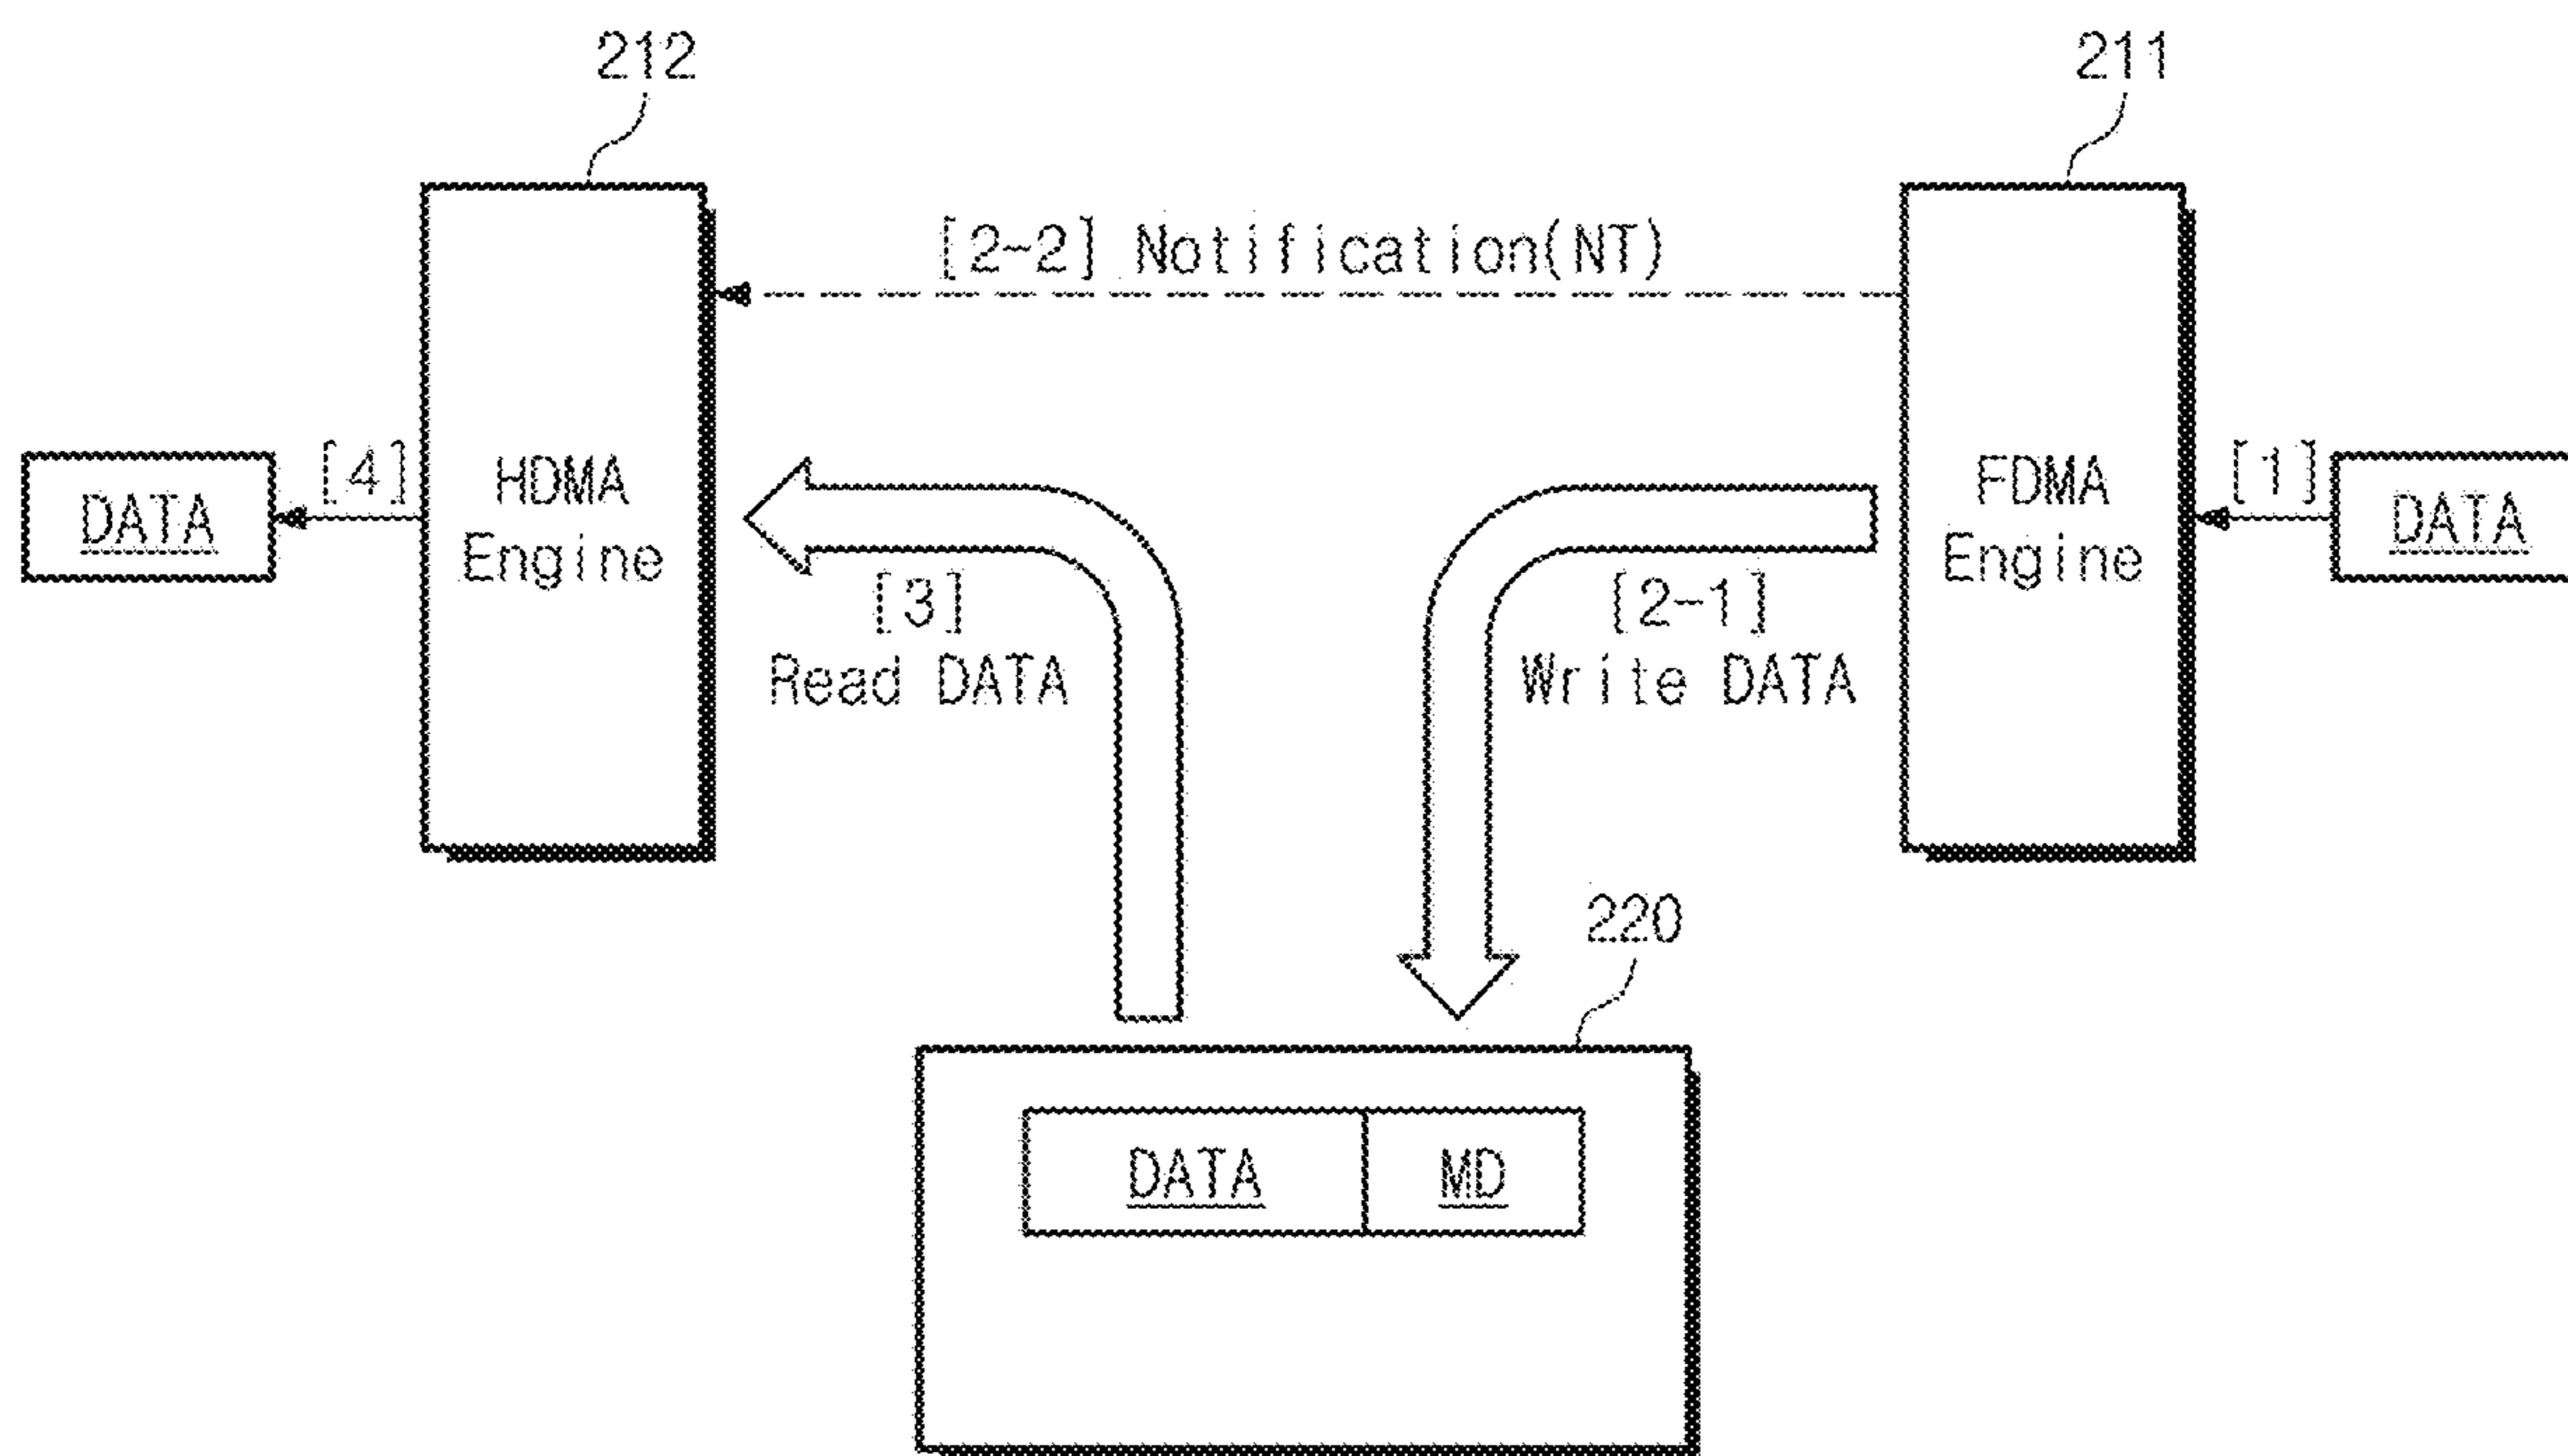 212
211
[2-2] Notification(NT)
DATA
[4]
HDMA
Engine
[3]
Read DATA
[2-1]
Write DATA
FDMA
Engine
[1]
DATA
220
DATA
MD